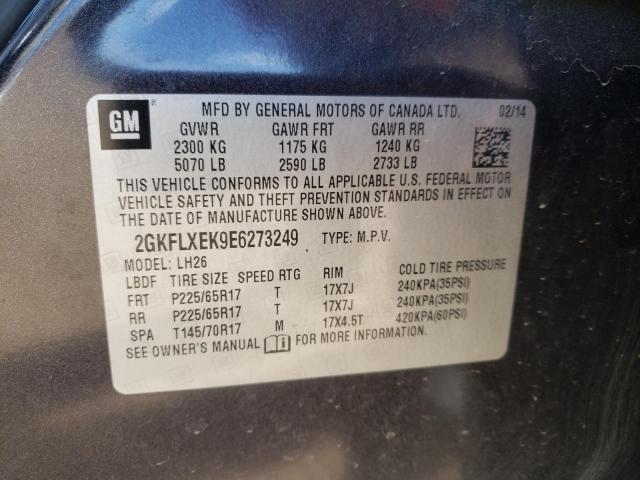 GM ® MFD BY GENERAL MOTORS OF CANADA LTD. 02/14
GVWR GAWR FRT GAWR RR
2300 KG 1175 KG 1240 KG
5070 LB 2590 LB 2733 LB
THIS VEHICLE CONFORMS TO ALL APPLICABLE U.S. FEDERAL MOTOR
VEHICLE SAFETY AND THEFT PREVENTION STANDARDS IN EFFECT ON
THE DATE OF MANUFACTURE SHOWN ABOVE.
2GKFLXEK9E6273249 TYPE: M.P.V.
MODEL: LH26
LBDF TIRE SIZE SPEED RTG RIM COLD TIRE PRESSURE
FRT P225/65R17 T 17X7J 240KPA(35PSI)
RR P225/65R17 T 17X7J 240KPA(35PSI)
SPA T145/70R17 M 17X4.5T 420KPA(60PSI)
SEE OWNER'S MANUAL FOR MORE INFORMATION.